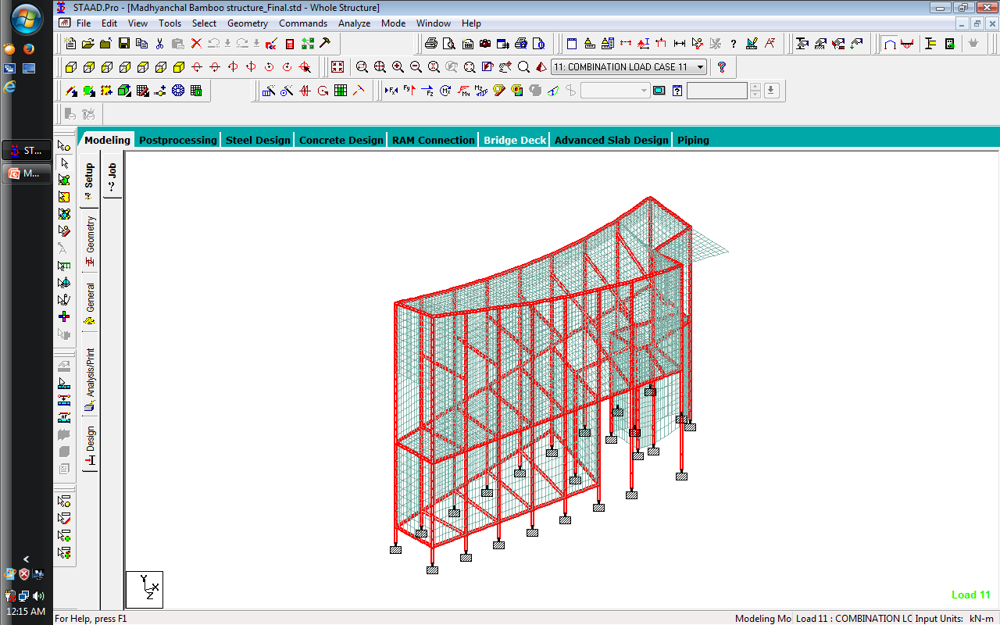 STAAD.Pro - [Madhyanchal Bamboo structure_Final.std - Whole Structure]
File Edit View Tools Select Geometry Commands Analyze Mode Window Help
11: COMBINATION LOAD CASE 11
Modeling Postprocessing Steel Design Concrete Design RAM Connection Bridge Deck Advanced Slab Design Piping
ST...
M...
Setup
Geometry
General
Analysis/Print
Design
Job
Y
X
Z
Load 11
12:15 AM
For Help, press F1
Modeling Mo
Load 11 : COMBINATION LC
Input Units: kN-m